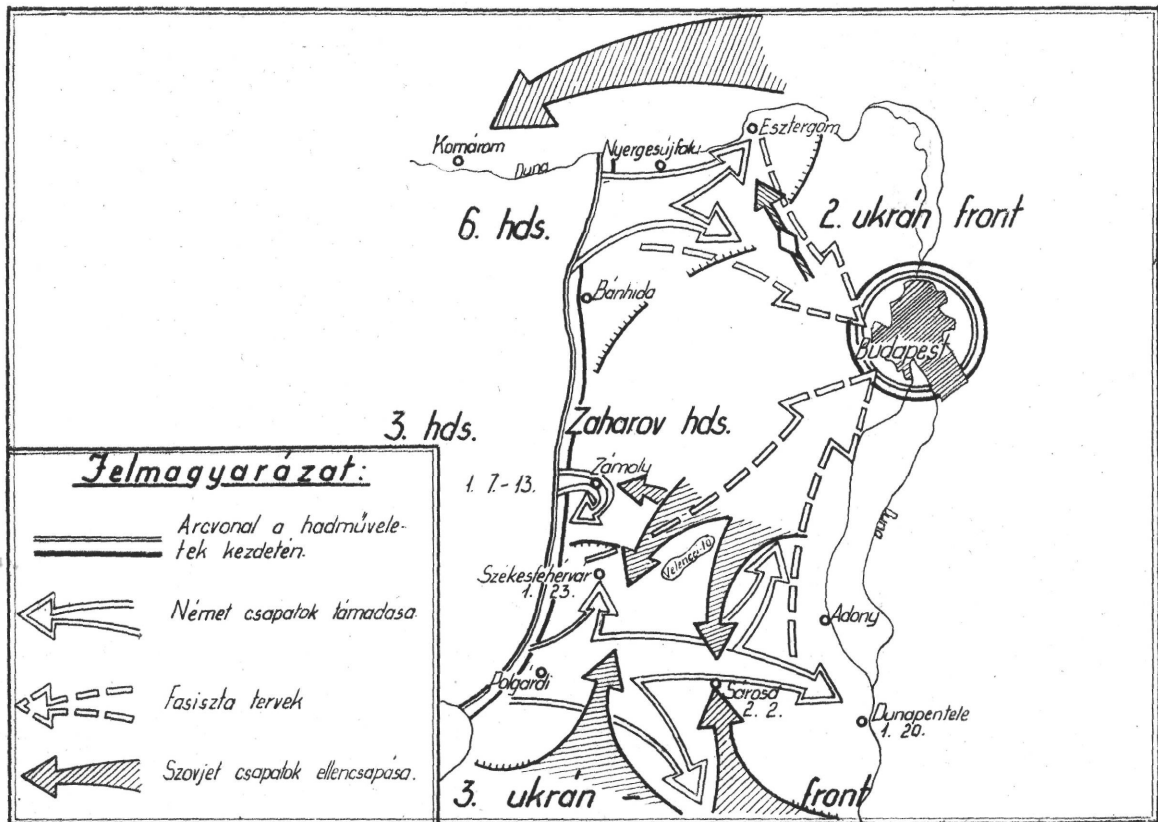 Komárom
Duna
Nyergesújfalu
Esztergom
6. hds.
2. ukrán front
Bánhida
Budapest
3. hds.
Zaharov hds.
1. 7.-13.
Zámoly
Székesfehérvár
1. 23.
Velencei-tó
Duna
Adony
Polgárdi
Sárosd
2. 2.
Dunapentele
1. 20.
3. ukrán - front
Jelmagyarázat:
Arcvonal a hadművele-
tek kezdetén.
Német csapatok támadása.
Fasiszta tervek
Szovjet csapatok ellencsapása.